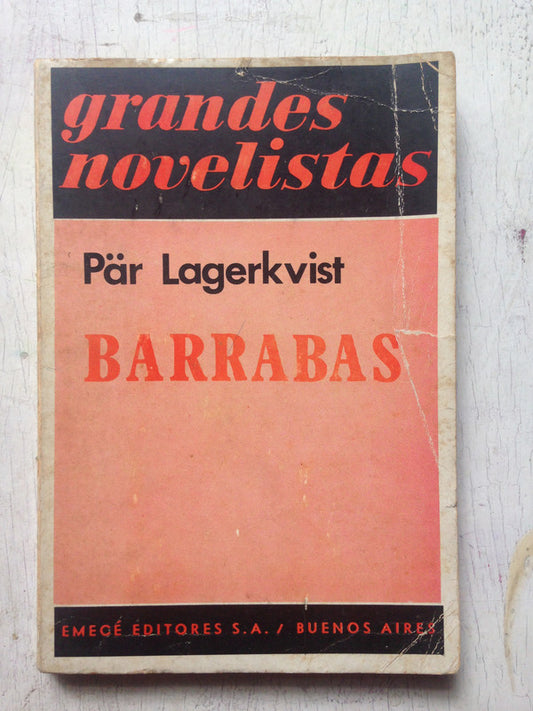 grandes
novelistas
Pär Lagerkvist
BARRABAS
EMECÉ EDITORES S.A. / BUENOS AIRES